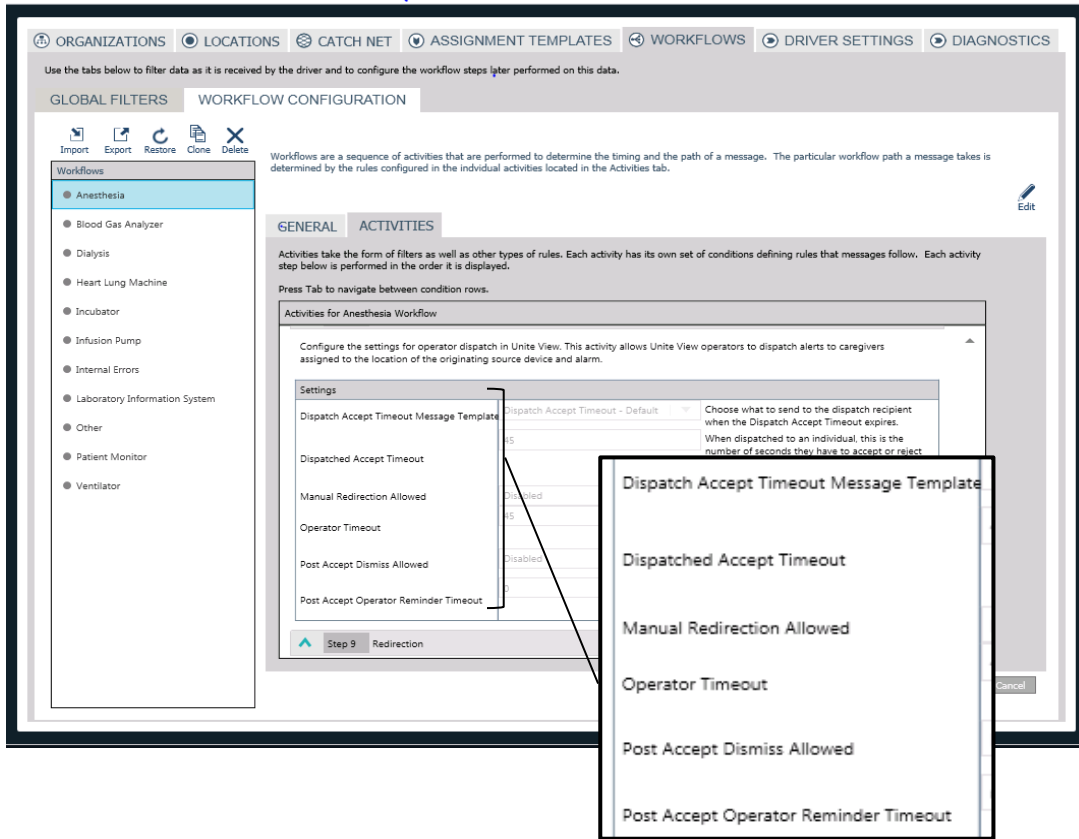 ORGANIZATIONS LOCATIONS CATCH NET ASSIGNMENT TEMPLATES WORKFLOWS DRIVER SETTINGS DIAGNOSTICS
Use the tabs below to filter data as it is received by the driver and to configure the workflow steps later performed on this data.
GLOBAL FILTERS WORKFLOW CONFIGURATION
Import Export Restore Clone Delete
Workflows
Anesthesia
Blood Gas Analyzer
Dialysis
Heart Lung Machine
Incubator
Infusion Pump
Internal Errors
Laboratory Information System
Other
Patient Monitor
Ventilator
Workflows are a sequence of activities that are performed to determine the timing and the path of a message. The particular workflow path a message takes is
determined by the rules configured in the indvidual activities located in the Activities tab.
Edit
GENERAL ACTIVITIES
Activities take the form of filters as well as other types of rules. Each activity has its own set of conditions defining rules that messages follow. Each activity
step below is performed in the order it is displayed.
Press Tab to navigate between condition rows.
Activities for Anesthesia Workflow
Configure the settings for operator dispatch in Unite View. This activity allows Unite View operators to dispatch alerts to caregivers
assigned to the location of the originating source device and alarm.
Settings
Dispatch Accept Timeout Message Template Dispatch Accept Timeout - Default Choose what to send to the dispatch recipient
when the Dispatch Accept Timeout expires.
Dispatched Accept Timeout 45 When dispatched to an individual, this is the
number of seconds they have to accept or reject
Manual Redirection Allowed Disabled
Operator Timeout 45
Post Accept Dismiss Allowed Disabled
Post Accept Operator Reminder Timeout 0
Step 9 Redirection
Cancel
Dispatch Accept Timeout Message Template
Dispatched Accept Timeout
Manual Redirection Allowed
Operator Timeout
Post Accept Dismiss Allowed
Post Accept Operator Reminder Timeout